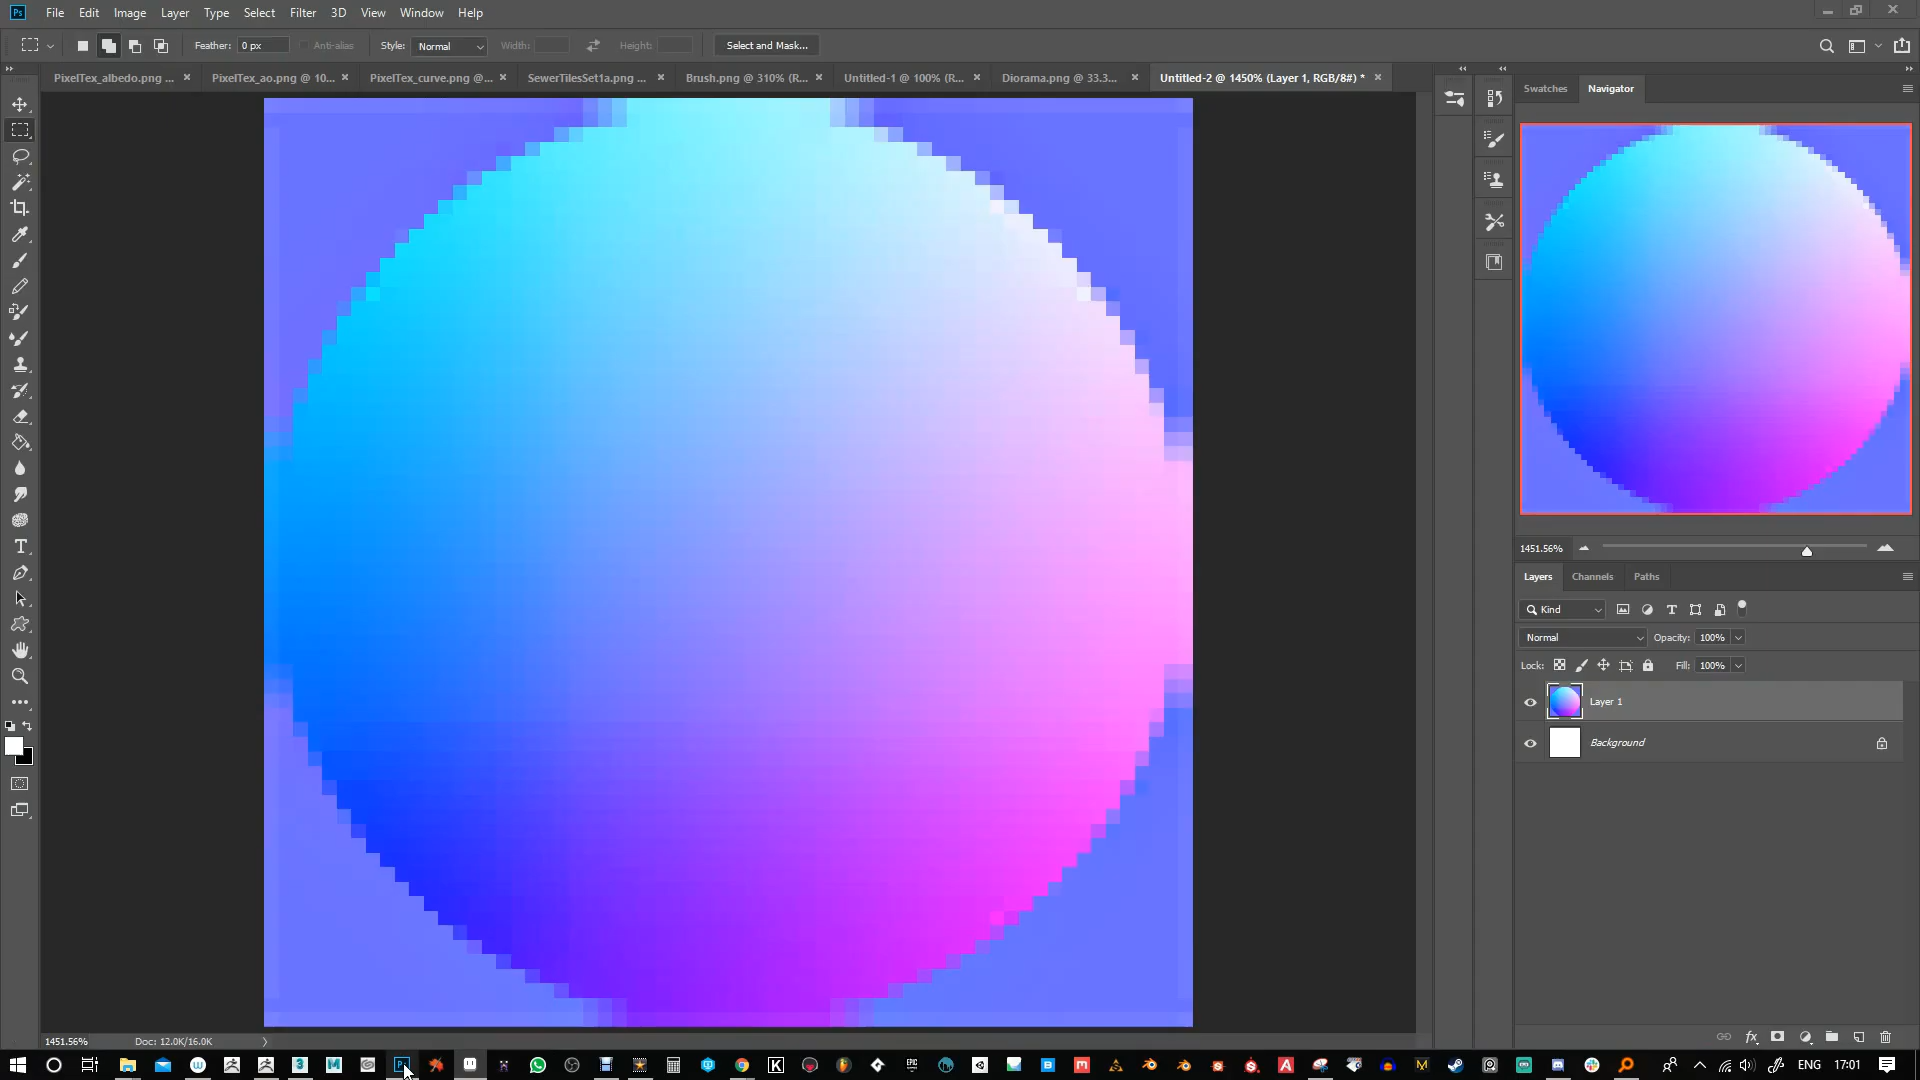 Ps File Edit Image Layer Type Select Filter 3D View Window Help
Feather: 0 px Anti-alias Style: Normal Width: Height: Select and Mask...
PixelTex_albedo.png ... PixelTex_ao.png @ 10... PixelTex_curve.png @... SewerTilesSet1a.png ... Brush.png @ 310% (R... Untitled-1 @ 100% (R... Diorama.png @ 33.3... Untitled-2 @ 1450% (Layer 1, RGB/8#) *
Swatches Navigator
1451.56%
Layers Channels Paths
Kind
Normal Opacity: 100%
Lock: Fill: 100%
Layer 1
Background
fx
1451.56% Doc: 12.0K/16.0K
ENG 17:01